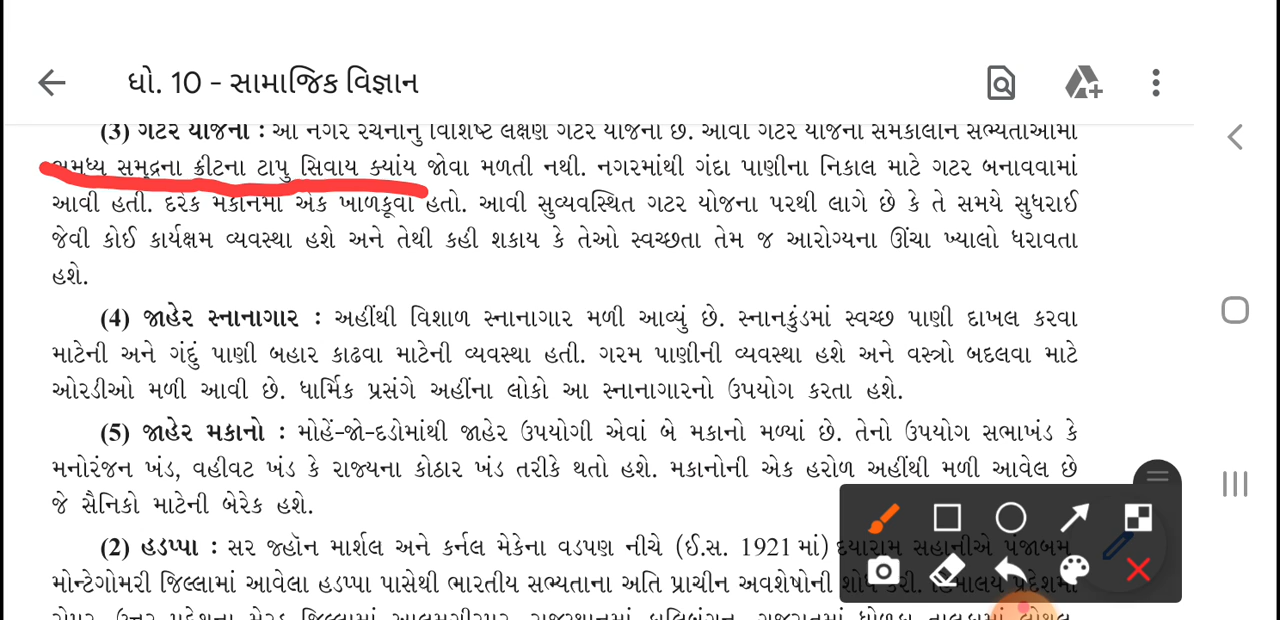 ધો. 10 - સામાજિક વિજ્ઞાન
(3) ગટર યોજના : આ નગર રચનાનું વિશિષ્ટ લક્ષણ ગટર યોજના છે. આવી ગટર યોજના સમકાલીન સભ્યતાઓમાં
સમુદ્રના ક્રીટના ટાપુ સિવાય ક્યાંય જોવા મળતી નથી. નગરમાંથી ગંદા પાણીના નિકાલ માટે ગટર બનાવવામાં
આવી હતી. દરેક મકાનમાં એક ખાળકૂવો હતો. આવી સુવ્યવસ્થિત ગટર યોજના પરથી લાગે છે કે તે સમયે સુધરાઈ
જેવી કોઈ કાર્યક્ષમ વ્યવસ્થા હશે અને તેથી કહી શકાય કે તેઓ સ્વચ્છતા તેમ જ આરોગ્યના ઊંચા ખ્યાલો ધરાવતા
હશે.
(4) જાહેર સ્નાનાગાર : અહીંથી વિશાળ સ્નાનાગાર મળી આવ્યું છે. સ્નાનકુંડમાં સ્વચ્છ પાણી દાખલ કરવા
માટેની અને ગંદું પાણી બહાર કાઢવા માટેની વ્યવસ્થા હતી. ગરમ પાણીની વ્યવસ્થા હશે અને વસ્ત્રો બદલવા માટે
ઓરડીઓ મળી આવી છે. ધાર્મિક પ્રસંગે અહીંના લોકો આ સ્નાનાગારનો ઉપયોગ કરતા હશે.
(5) જાહેર મકાનો : મોહેં-જો-દડોમાંથી જાહેર ઉપયોગી એવાં બે મકાનો મળ્યાં છે. તેનો ઉપયોગ સભાખંડ કે
મનોરંજન ખંડ, વહીવટ ખંડ કે રાજ્યના કોઠાર ખંડ તરીકે થતો હશે. મકાનોની એક હરોળ અહીંથી મળી આવેલ છે
જે સૈનિકો માટેની બેરેક હશે.
(2) હડપ્પા : સર જ્હૉન માર્શલ અને કર્નલ મેકેના વડપણ નીચે (ઈ.સ. 1921 માં) દયારામ સહાનીએ પંજાબમાં
મોન્ટેગોમરી જિલ્લામાં આવેલા હડપ્પા પાસેથી ભારતીય સભ્યતાના અતિ પ્રાચીન અવશેષોની શોધ કરી.